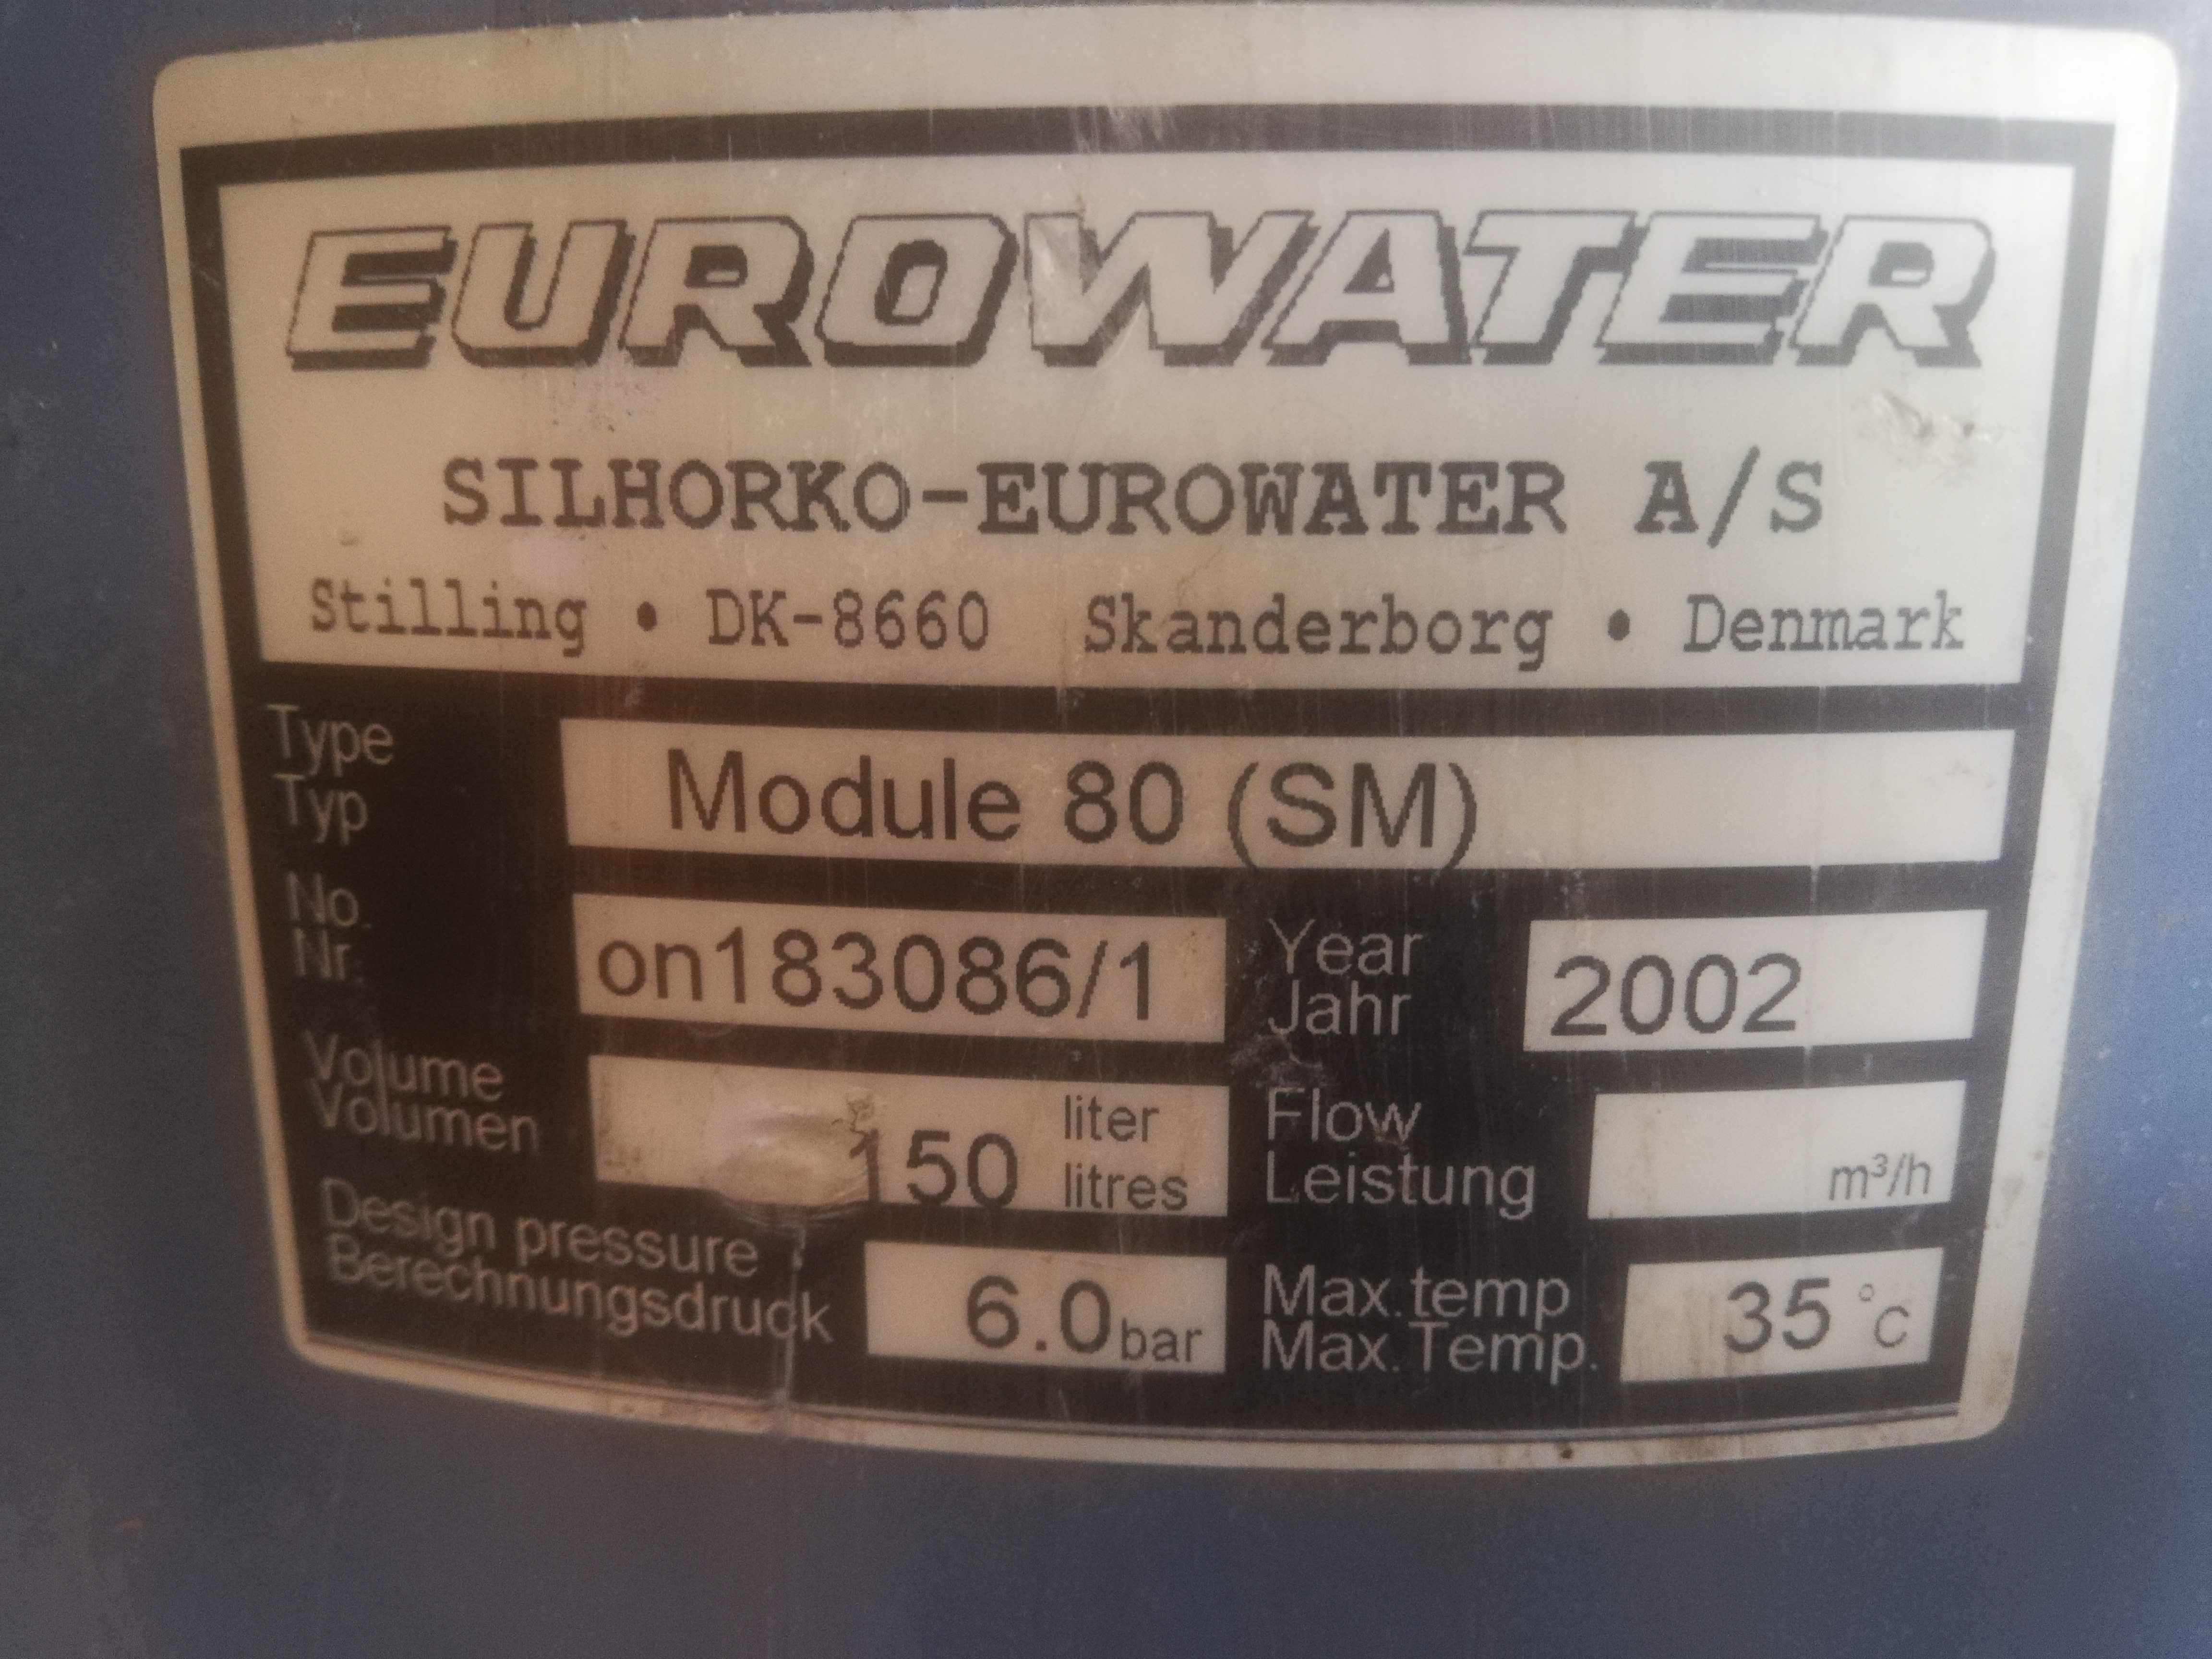 EUROWATER
SILHORKO-EUROWATER A/S
Stilling • DK-8660 Skanderborg • Denmark
Type
Typ
Module 80 (SM)
No.
Nr.
on183086/1
Year
Jahr
2002
Volume
Volumen
150 liter
litres
Flow
Leistung
m³/h
Design pressure
Berechnungsdruck
6.0 bar
Max.temp
Max.Temp.
35 °C